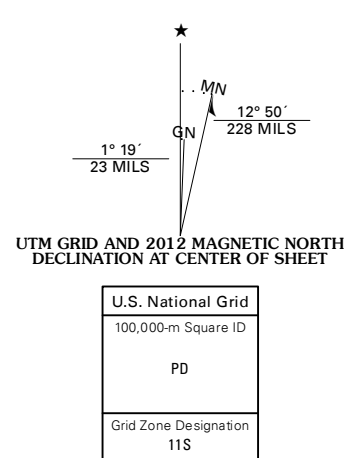 ★
MN
12° 50´
228 MILS
GN
1° 19´
23 MILS
UTM GRID AND 2012 MAGNETIC NORTH
DECLINATION AT CENTER OF SHEET
U.S. National Grid
100,000-m Square ID
PD
Grid Zone Designation
11S